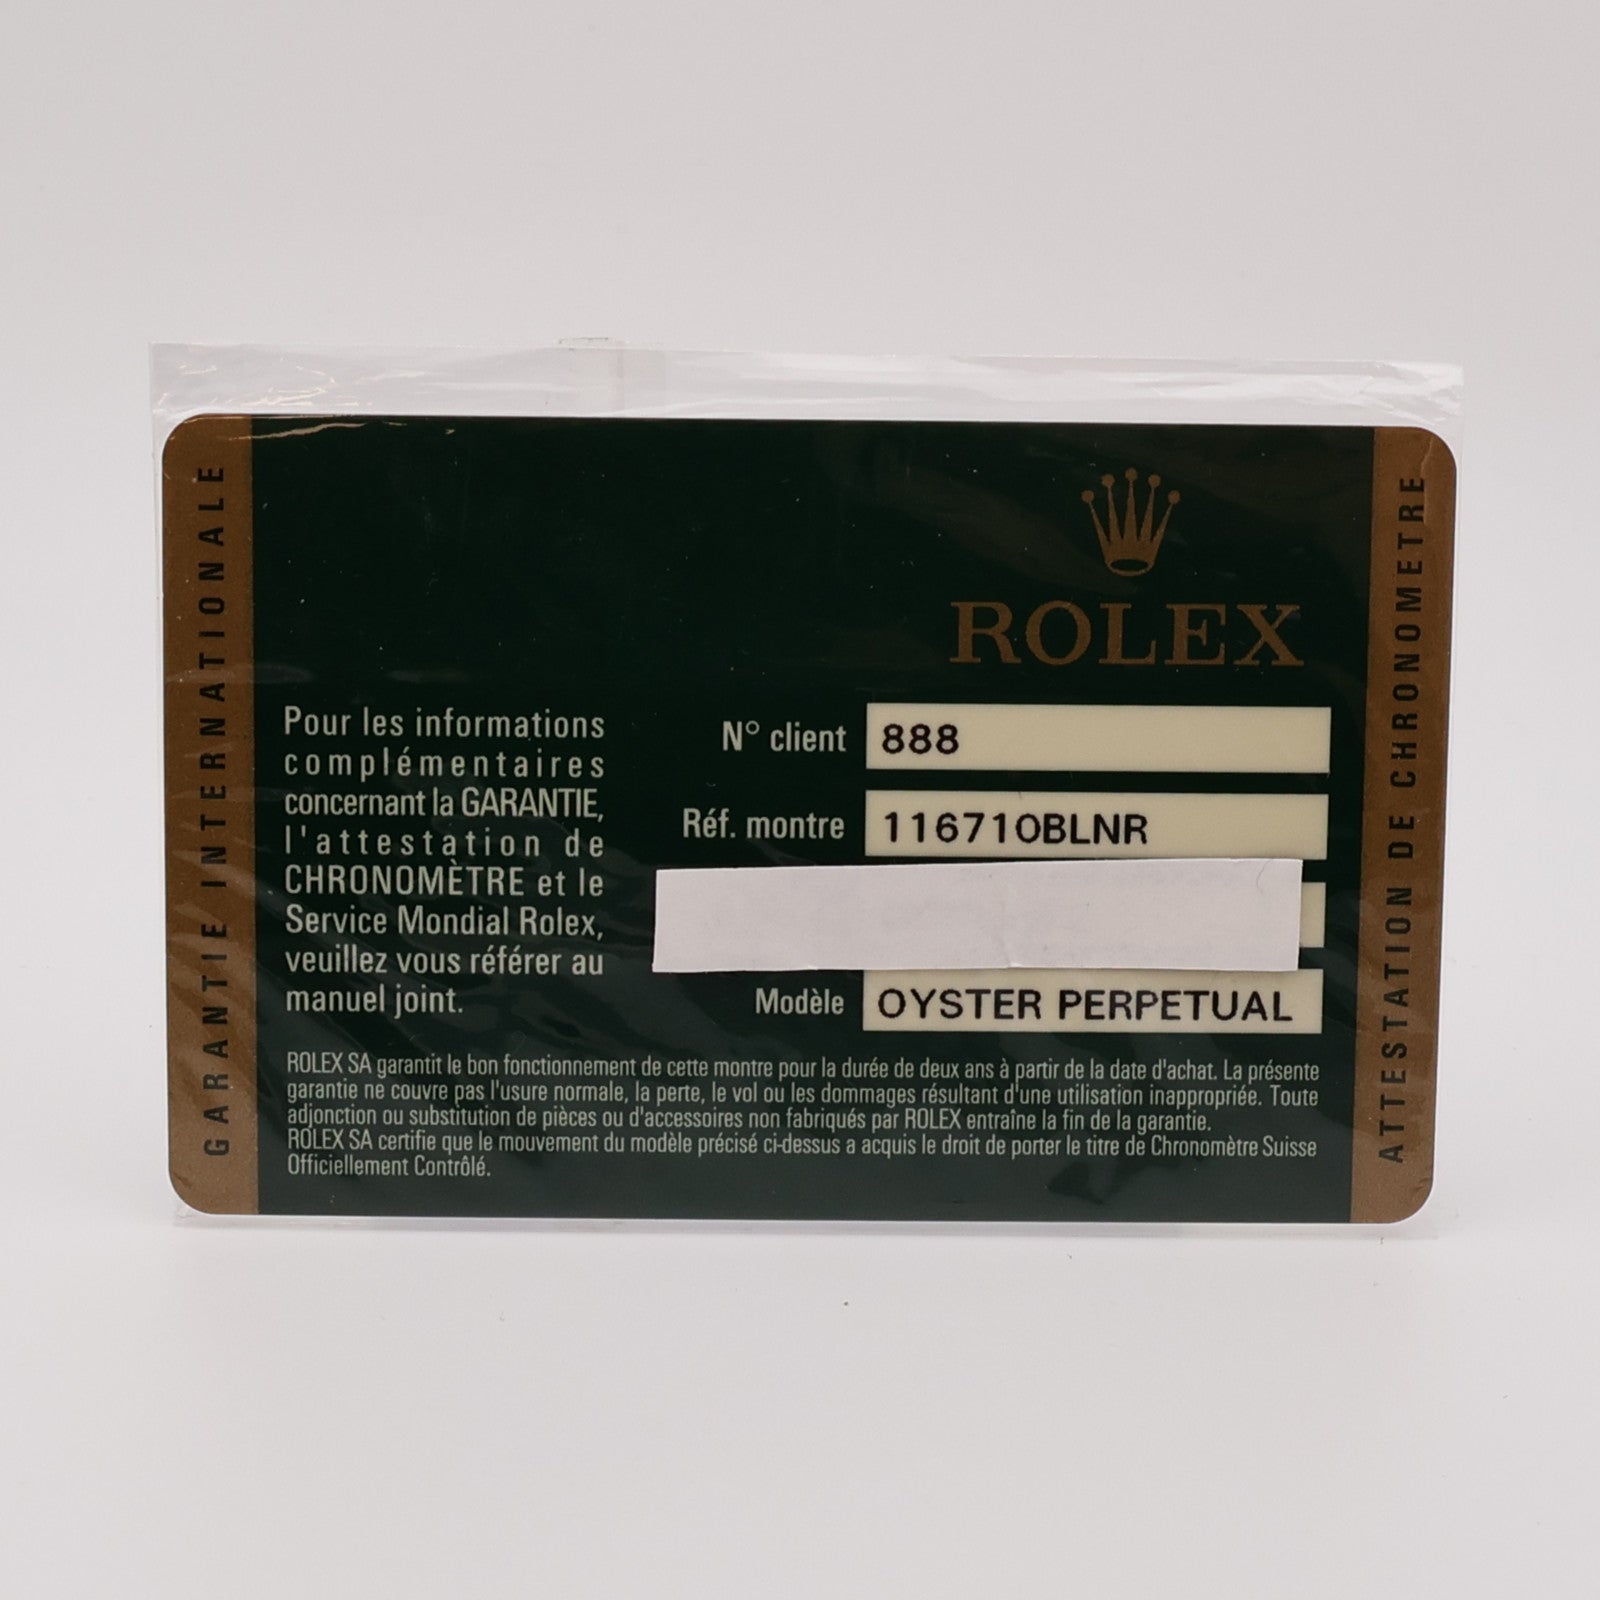 GARANTIE INTERNATIONALE
ROLEX
Pour les informations
complémentaires
concernant la GARANTIE,
l'attestation de
CHRONOMÈTRE et le
Service Mondial Rolex,
veuillez vous référer au
manuel joint.
N° client 888
Réf. montre 116710BLNR
Modèle OYSTER PERPETUAL
ROLEX SA garantit le bon fonctionnement de cette montre pour la durée de deux ans à partir de la date d'achat. La présente
garantie ne couvre pas l'usure normale, la perte, le vol ou les dommages résultant d'une utilisation inappropriée. Toute
adjonction ou substitution de pièces ou d'accessoires non fabriqués par ROLEX entraîne la fin de la garantie.
ROLEX SA certifie que le mouvement du modèle précisé ci-dessus a acquis le droit de porter le titre de Chronomètre Suisse
Officiellement Contrôlé.
ATTESTATION DE CHRONOMETRE